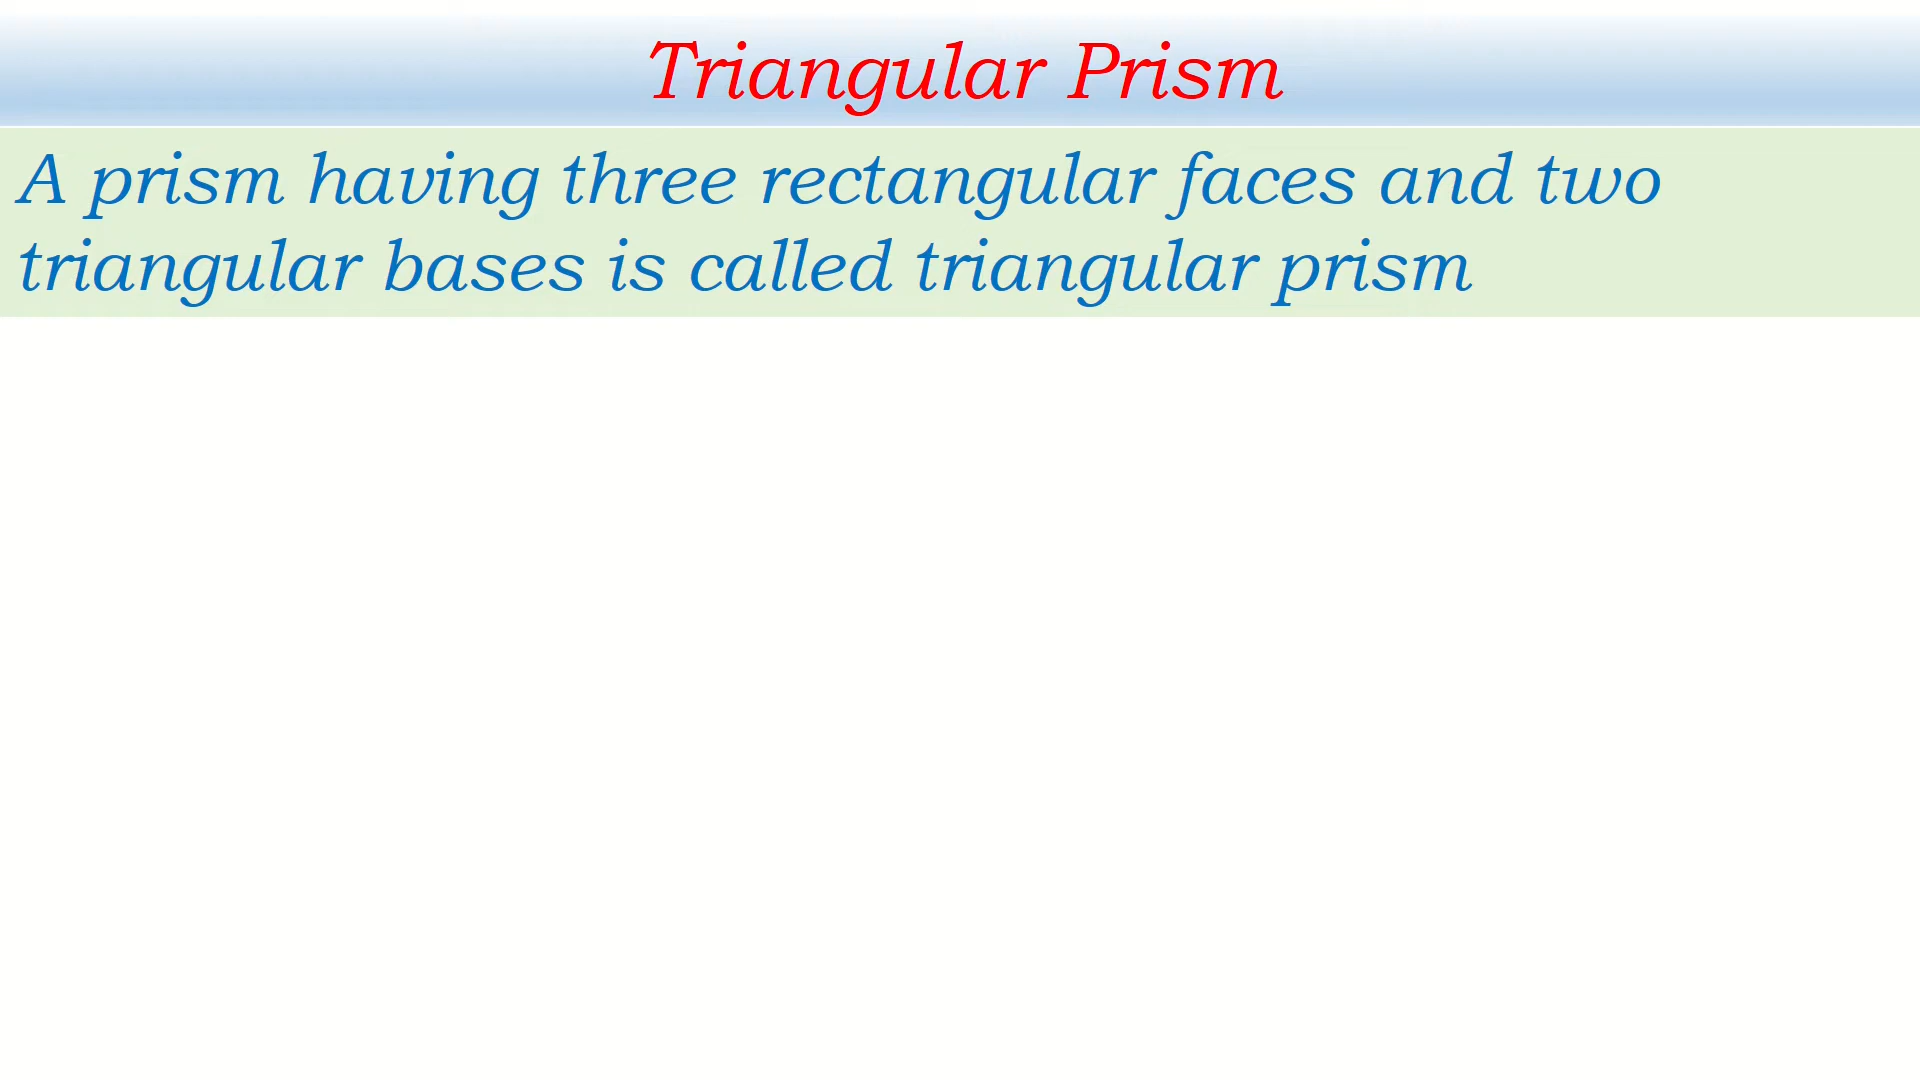 Triangular Prism
A prism having three rectangular faces and two
triangular bases is called triangular prism